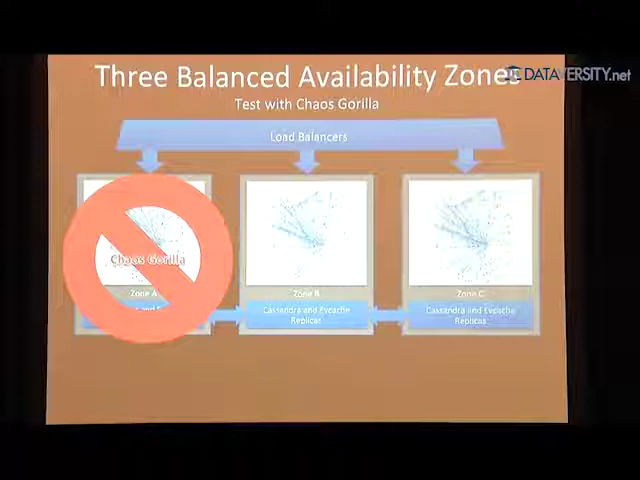 Three Balanced Availability Zones
DATAVERSITY.net
Test with Chaos Gorilla
Load Balancers
Chaos Gorilla
Zone A
Zone B
Zone C
and
Cassandra and Evcache
Replicas
Cassandra and Evcache
Replicas